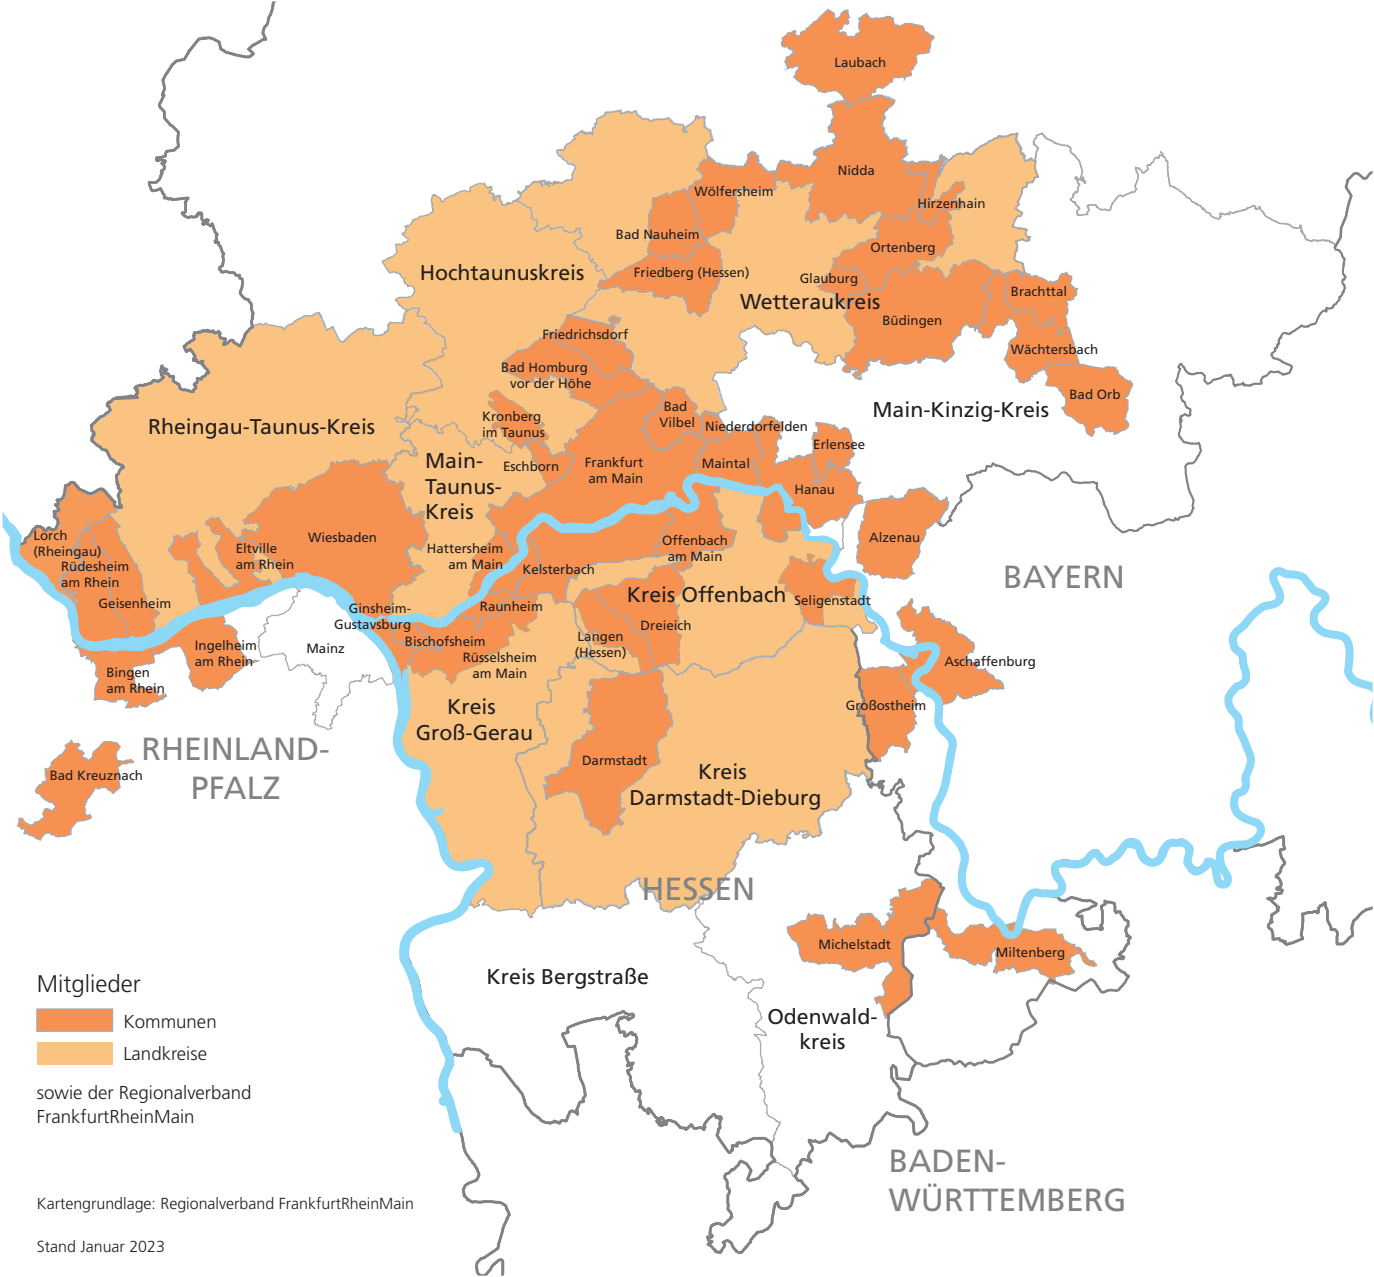 Laubach
Nidda
Wölfersheim
Hirzenhain
Bad Nauheim
Ortenberg
Hochtaunuskreis
Friedberg (Hessen)
Glauburg
Wetteraukreis
Brachttal
Büdingen
Friedrichsdorf
Wächtersbach
Bad Homburg
vor der Höhe
Bad Orb
Main-Kinzig-Kreis
Bad
Vilbel
Kronberg
im Taunus
Niederdorfelden
Rheingau-Taunus-Kreis
Erlensee
Main-
Taunus-
Kreis
Eschborn
Frankfurt
am Main
Maintal
Hanau
Lorch
(Rheingau)
Rüdesheim
am Rhein
Geisenheim
Eltville
am Rhein
Wiesbaden
Hattersheim
am Main
Kelsterbach
Offenbach
am Main
Alzenau
BAYERN
Kreis Offenbach
Seligenstadt
Ginsheim-
Gustavsburg
Raunheim
Dreieich
Langen
(Hessen)
Bischofsheim
Rüsselsheim
am Main
Mainz
Ingelheim
am Rhein
Bingen
am Rhein
Aschaffenburg
Großostheim
Kreis
Groß-Gerau
RHEINLAND-
PFALZ
Bad Kreuznach
Darmstadt
Kreis
Darmstadt-Dieburg
HESSEN
Michelstadt
Miltenberg
Kreis Bergstraße
Odenwald-
kreis
BADEN-
WÜRTTEMBERG
Mitglieder
Kommunen
Landkreise
sowie der Regionalverband
FrankfurtRheinMain
Kartengrundlage: Regionalverband FrankfurtRheinMain
Stand Januar 2023